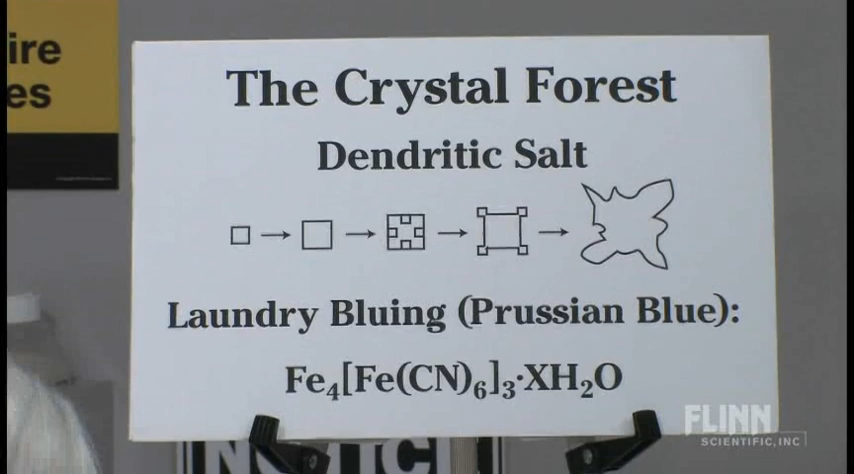 ire
es
The Crystal Forest
Dendritic Salt
Laundry Bluing (Prussian Blue):
Fe₄[Fe(CN)₆]₃·XH₂O
FLINN
SCIENTIFIC, INC